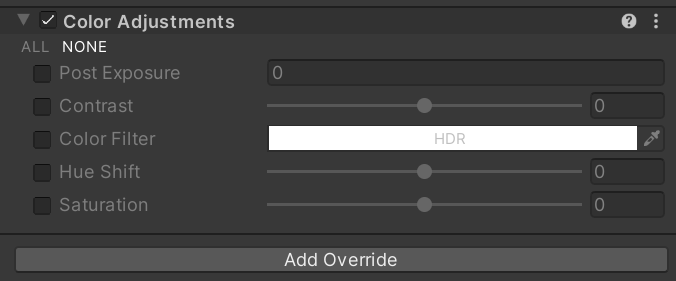 Color Adjustments
ALL NONE
Post Exposure 0
Contrast 0
Color Filter HDR
Hue Shift 0
Saturation 0
Add Override